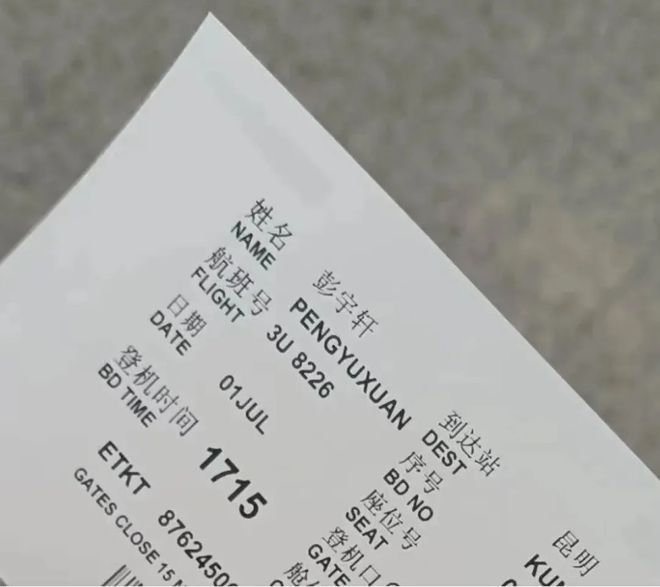 姓名 彭宇轩
NAME PENGYUXUAN
航班号
FLIGHT 3U 8226
日期
DATE 01JUL
登机时间
BD TIME 1715
ETKT
GATES CLOSE 15
到达站 昆明
DEST
序号
BD NO
座位号
SEAT
登机口
GATE